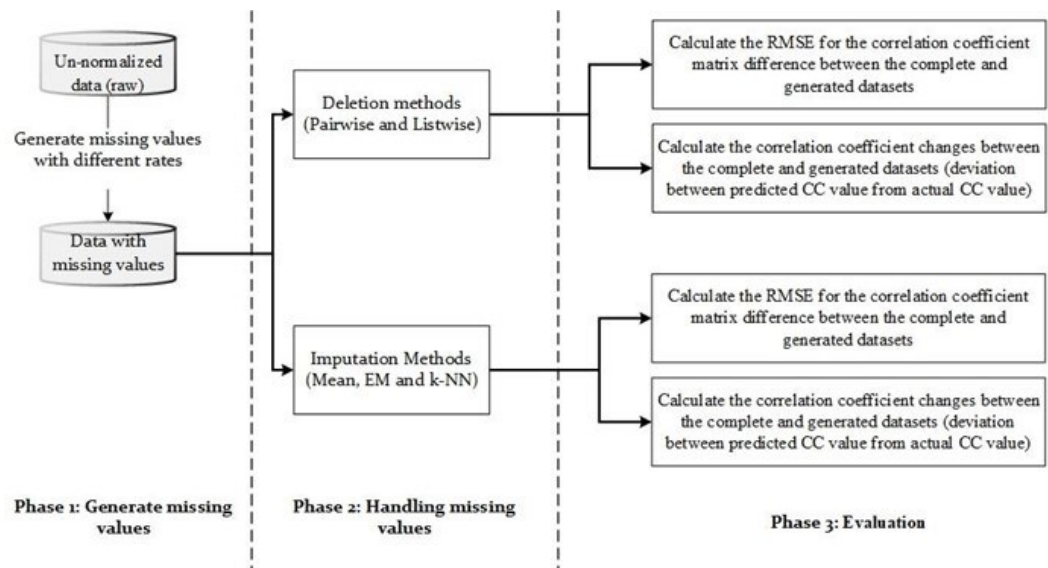 Un-normalized
data (raw)
Generate missing values
with different rates
Data with
missing values
Phase 1: Generate missing
values
Deletion methods
(Pairwise and Listwise)
Imputation Methods
(Mean, EM and k-NN)
Phase 2: Handling missing
values
Calculate the RMSE for the correlation coefficient
matrix difference between the complete and
generated datasets
Calculate the correlation coefficient changes between
the complete and generated datasets (deviation
between predicted CC value from actual CC value)
Calculate the RMSE for the correlation coefficient
matrix difference between the complete and
generated datasets
Calculate the correlation coefficient changes between
the complete and generated datasets (deviation
between predicted CC value from actual CC value)
Phase 3: Evaluation